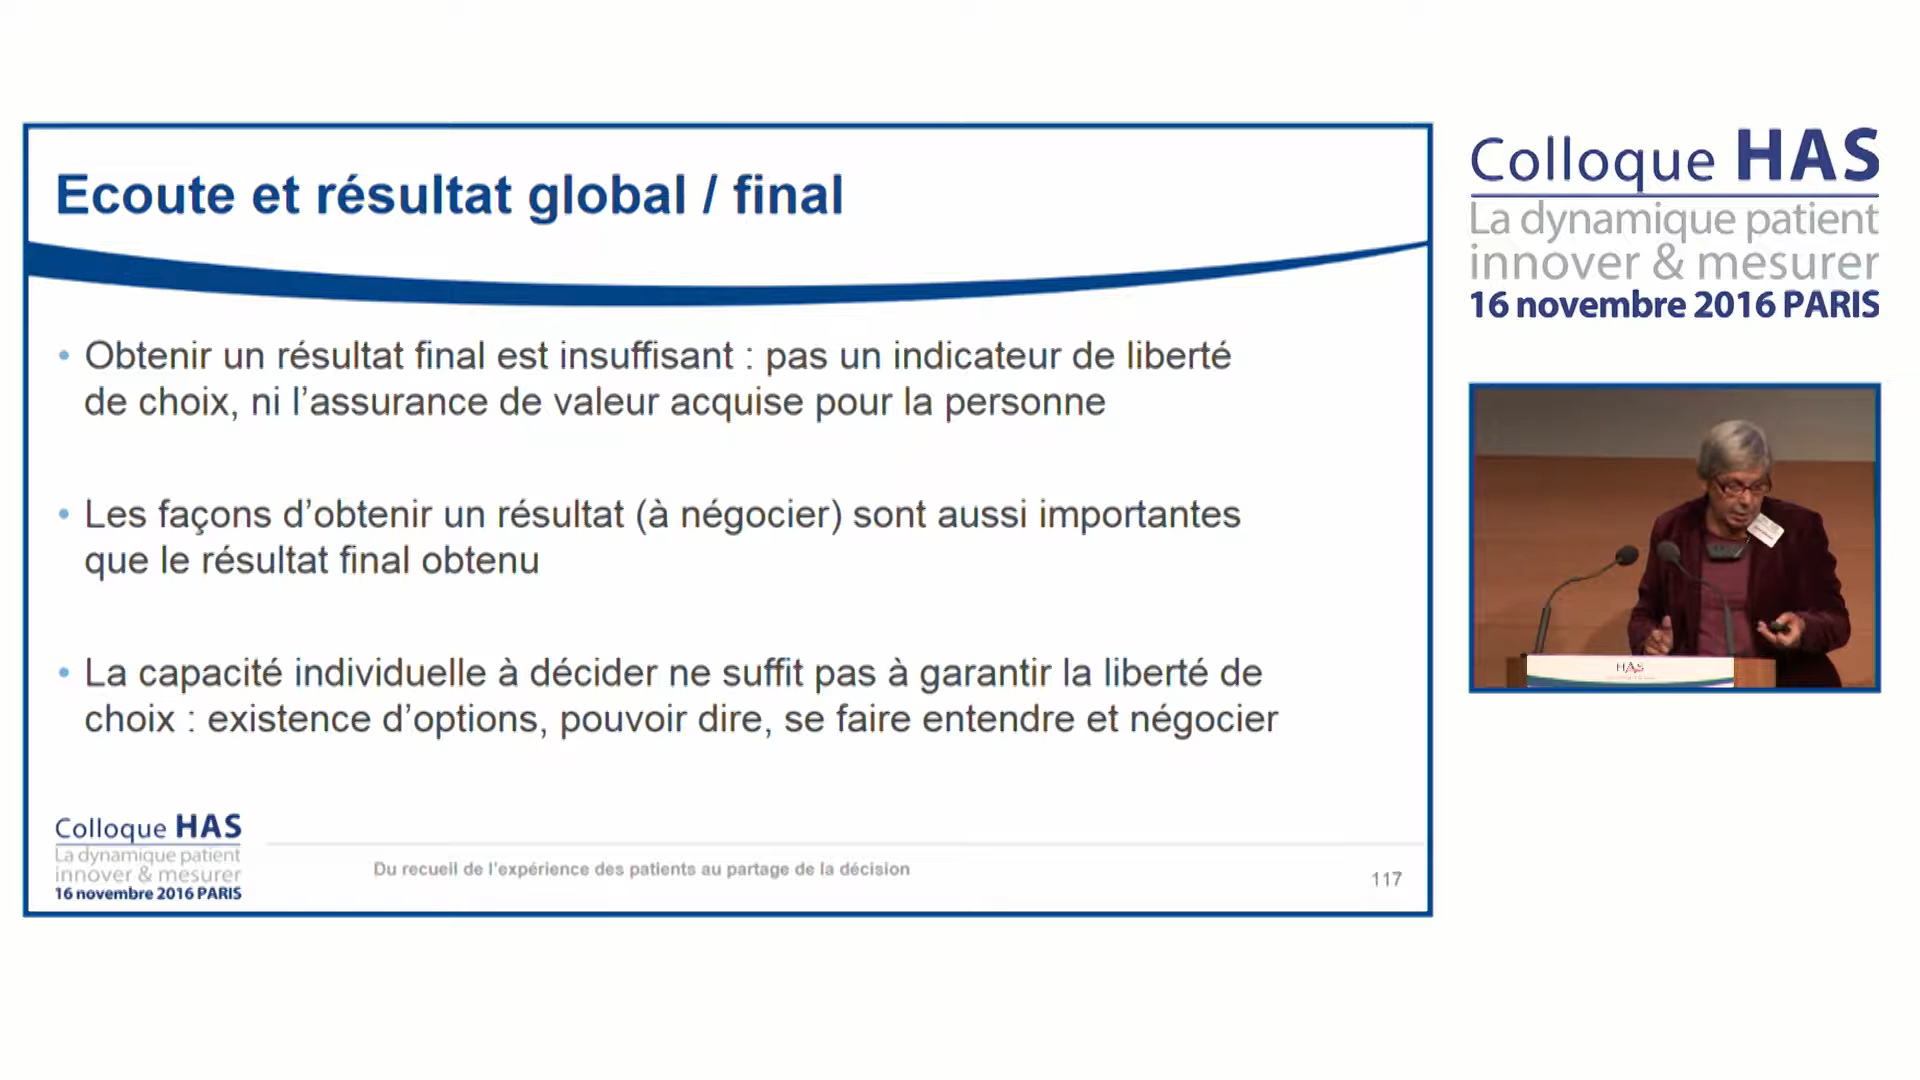 Ecoute et résultat global / final
• Obtenir un résultat final est insuffisant : pas un indicateur de liberté
de choix, ni l’assurance de valeur acquise pour la personne
• Les façons d’obtenir un résultat (à négocier) sont aussi importantes
que le résultat final obtenu
• La capacité individuelle à décider ne suffit pas à garantir la liberté de
choix : existence d’options, pouvoir dire, se faire entendre et négocier
Colloque HAS
La dynamique patient
innover & mesurer
16 novembre 2016 PARIS
Du recueil de l’expérience des patients au partage de la décision
117
Colloque HAS
La dynamique patient
innover & mesurer
16 novembre 2016 PARIS
HAS